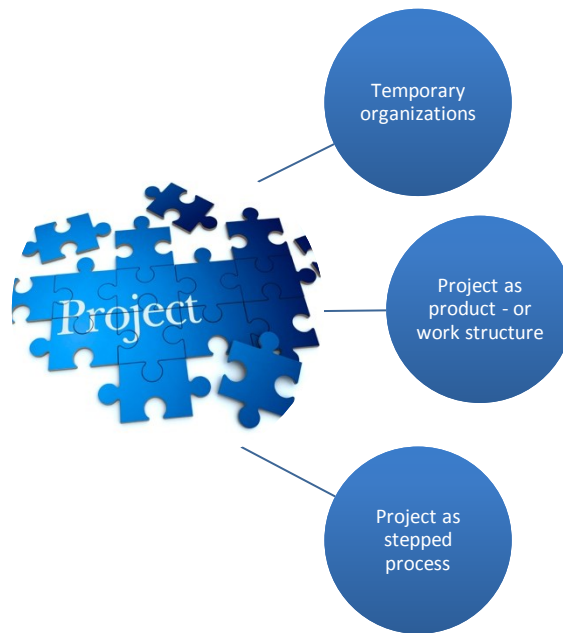 Temporary
organizations
Project
Project as
product - or
work structure
Project as
stepped
process